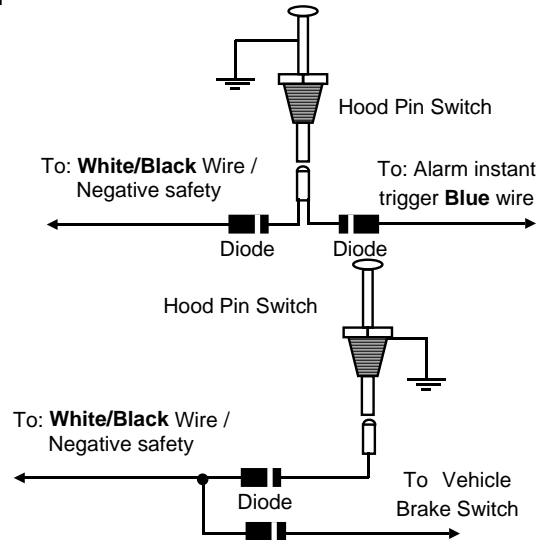 Hood Pin Switch
To: White/Black Wire /
Negative safety
To: Alarm instant
trigger Blue wire
Diode
Diode
Hood Pin Switch
To: White/Black Wire /
Negative safety
Diode
To Vehicle
Brake Switch